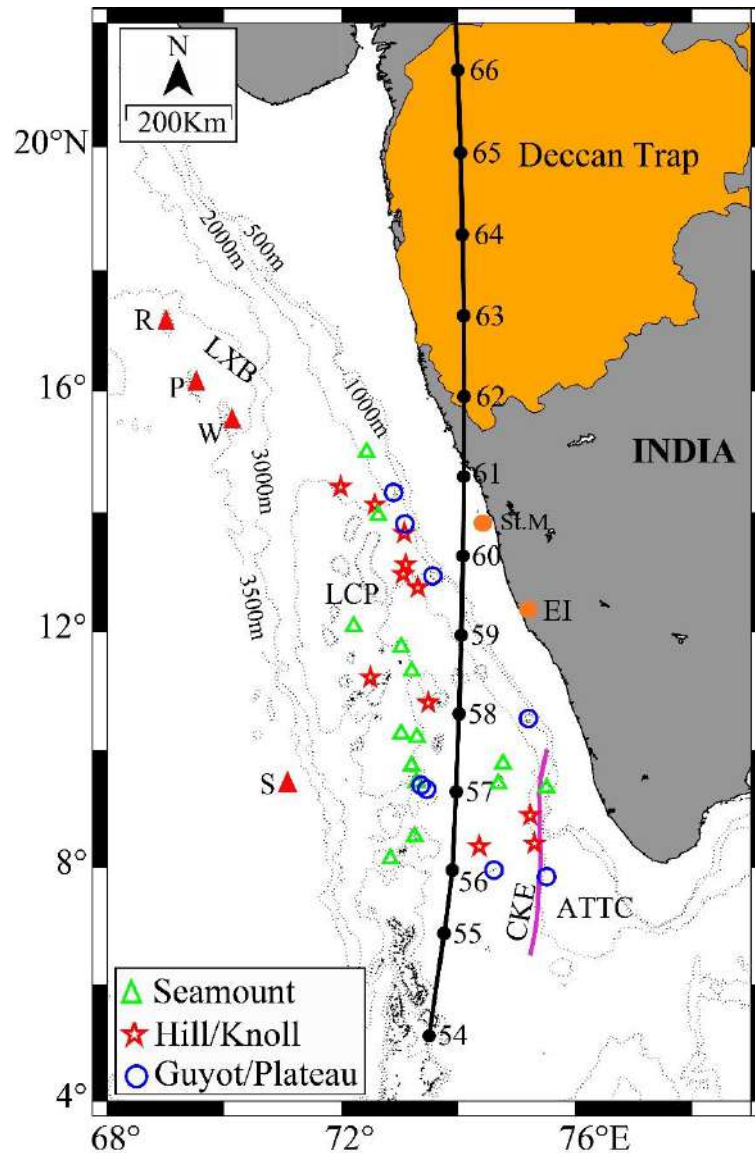 N
200Km
20°N
16°
12°
8°
4°
68°
72°
76°E
66
65
64
63
62
61
60
59
58
57
56
55
54
Deccan Trap
INDIA
2000m
500m
1000m
3000m
3500m
R
P
W
S
LXB
LCP
St.M
EI
CKE
ATTC
Seamount
Hill/Knoll
Guyot/Plateau